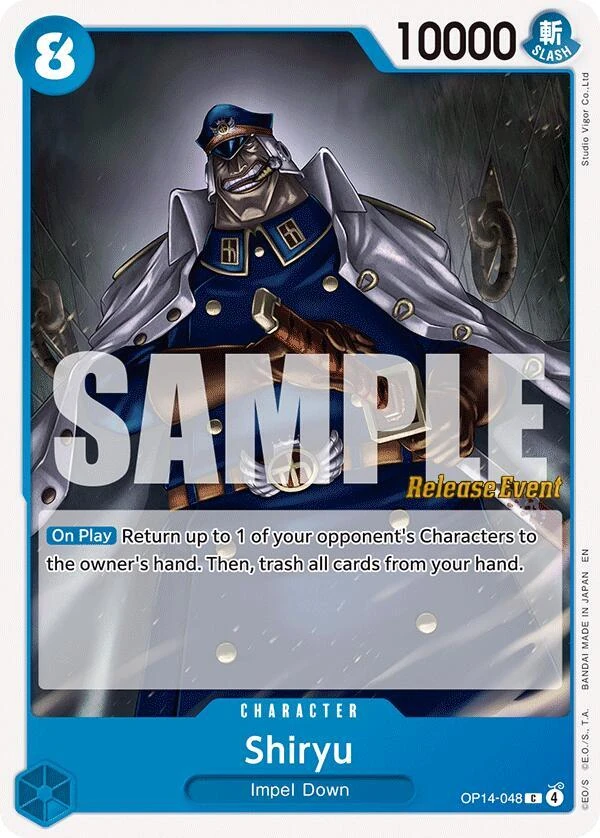 8
10000
斬
SLASH
Studio Vigor Co.,Ltd
SAMPLE
Release Event
On Play Return up to 1 of your opponent's Characters to
the owner's hand. Then, trash all cards from your hand.
CHARACTER
Shiryu
Impel Down
OP14-048 C 4
©EO/S ©E.O./S., T.A. BANDAI MADE IN JAPAN EN